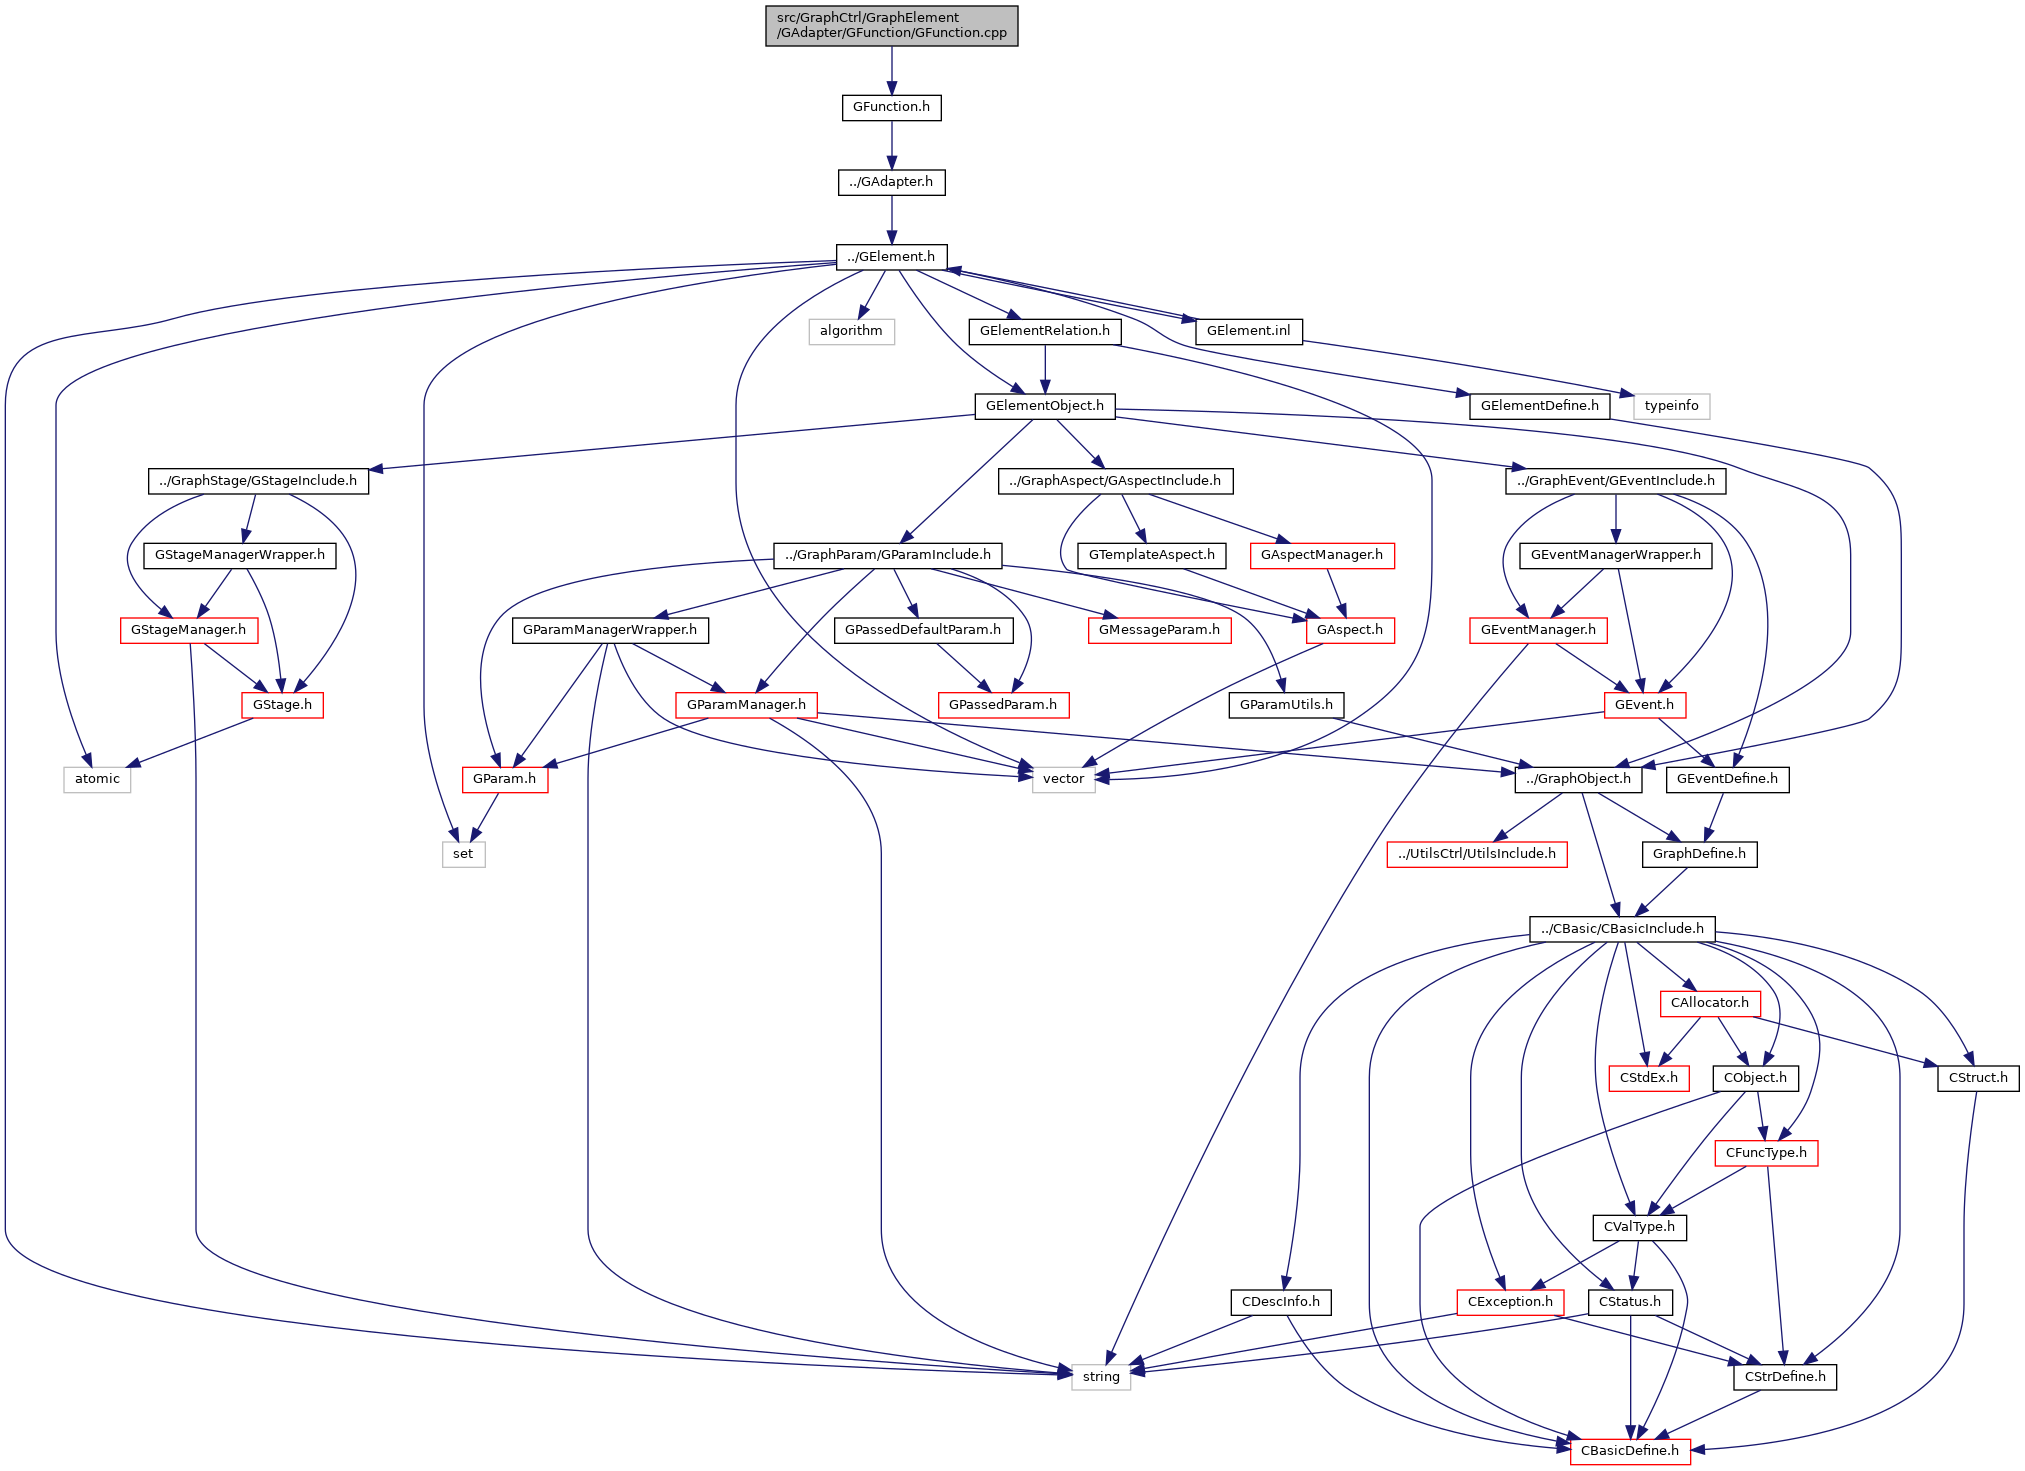 src/GraphCtrl/GraphElement
/GAdapter/GFunction/GFunction.cpp
GFunction.h
../GAdapter.h
../GElement.h
algorithm
GElementRelation.h
GElement.inl
GElementObject.h
GElementDefine.h
typeinfo
../GraphStage/GStageInclude.h
../GraphAspect/GAspectInclude.h
../GraphEvent/GEventInclude.h
GStageManagerWrapper.h
../GraphParam/GParamInclude.h
GTemplateAspect.h
GAspectManager.h
GEventManagerWrapper.h
GStageManager.h
GParamManagerWrapper.h
GPassedDefaultParam.h
GMessageParam.h
GAspect.h
GEventManager.h
GStage.h
GParamManager.h
GPassedParam.h
GParamUtils.h
GEvent.h
atomic
GParam.h
vector
../GraphObject.h
GEventDefine.h
set
../UtilsCtrl/UtilsInclude.h
GraphDefine.h
../CBasic/CBasicInclude.h
CAllocator.h
CStdEx.h
CObject.h
CStruct.h
CFuncType.h
CValType.h
CDescInfo.h
CException.h
CStatus.h
string
CStrDefine.h
CBasicDefine.h